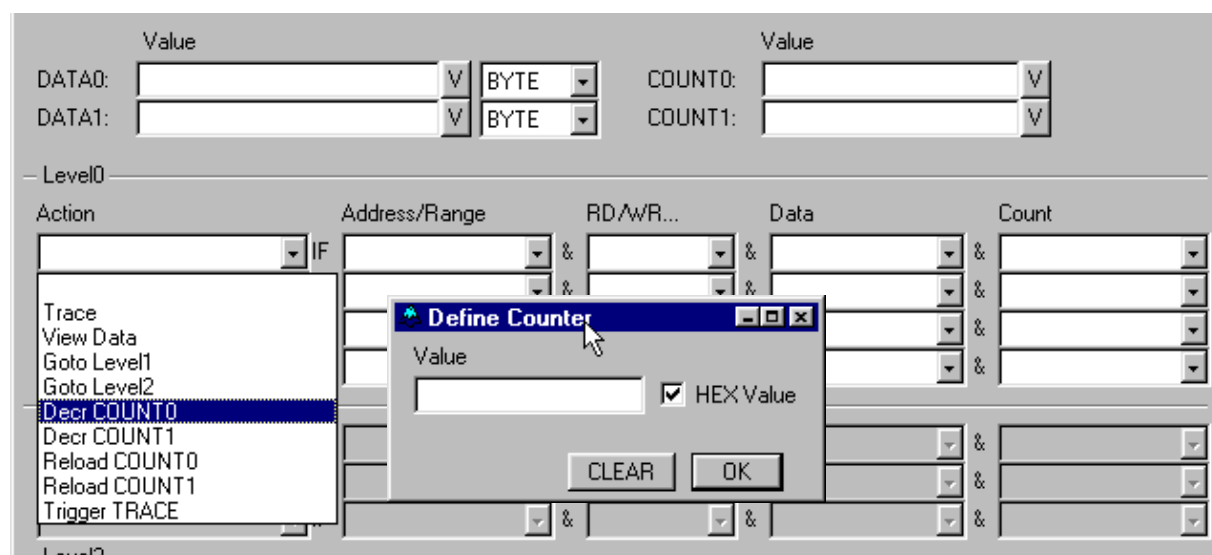 Value Value
DATA0: V BYTE COUNT0: V
DATA1: V BYTE COUNT1: V
Level0
Action Address/Range RD/WR... Data Count
IF & & &
& & &
Trace
Define Counter
View Data
&
Value
Goto Level1
&
Goto Level2
HEX Value
Decr COUNT0
Decr COUNT1
&
Reload COUNT0
&
CLEAR OK
Reload COUNT1
Trigger TRACE
& & &